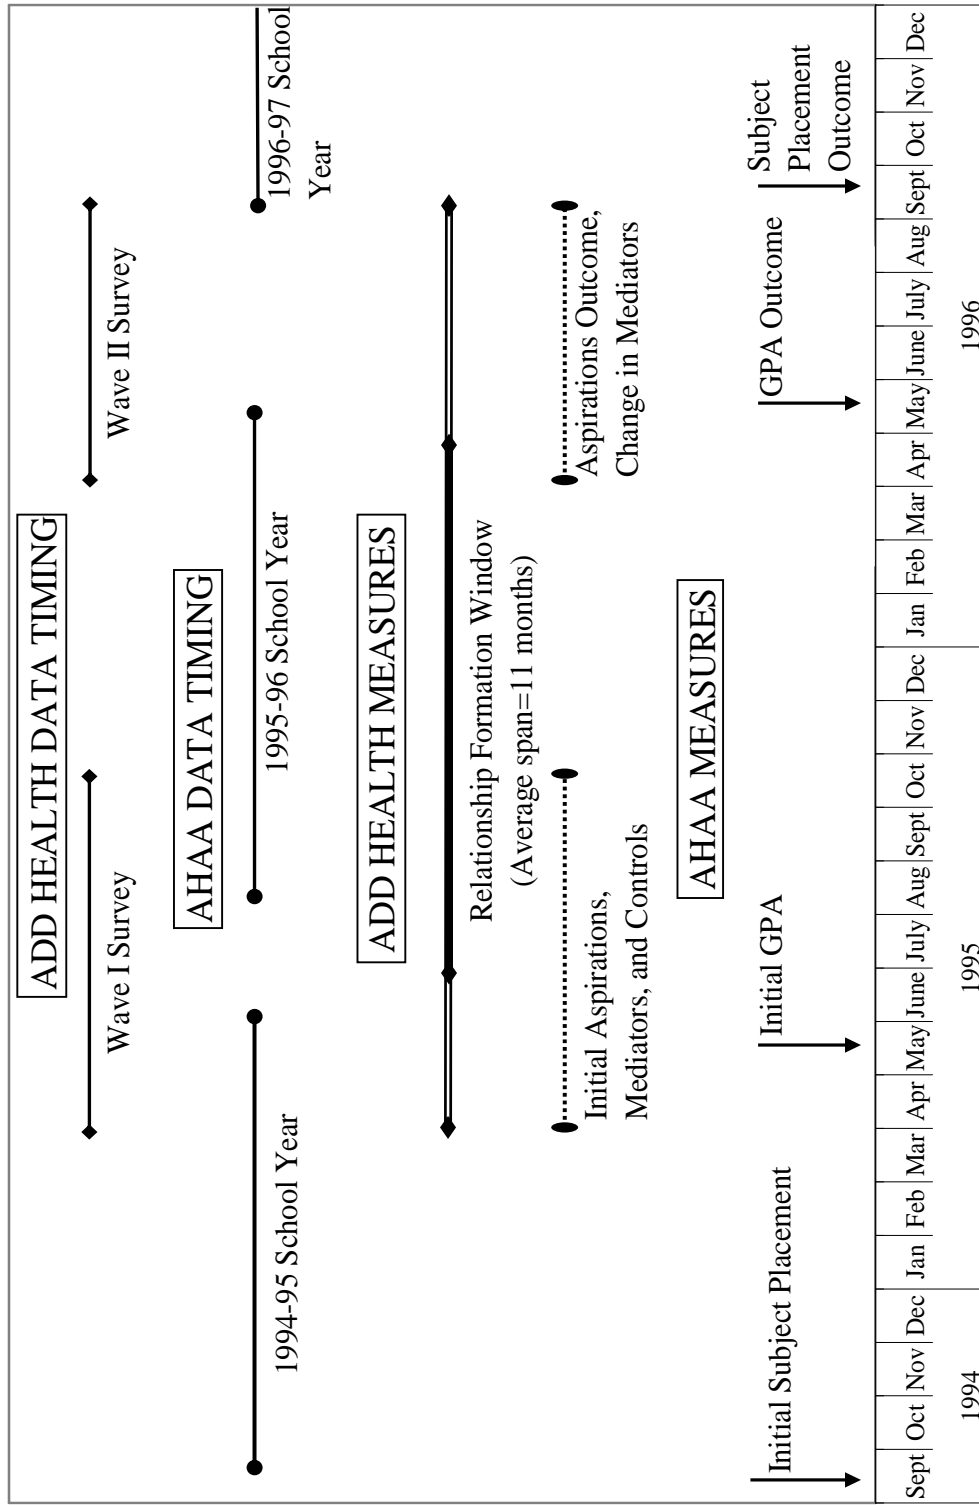 ADD HEALTH DATA TIMING
Wave I Survey
Wave II Survey
AHAA DATA TIMING
1994-95 School Year
1995-96 School Year
1996-97 School
Year
ADD HEALTH MEASURES
Relationship Formation Window
(Average span=11 months)
Initial Aspirations,
Mediators, and Controls
Aspirations Outcome,
Change in Mediators
AHAA MEASURES
Initial Subject Placement
Initial GPA
GPA Outcome
Subject
Placement
Outcome
Sept Oct Nov Dec Jan Feb Mar Apr May June July Aug Sept Oct Nov Dec Jan Feb Mar Apr May June July Aug Sept Oct Nov Dec
1994 1995 1996